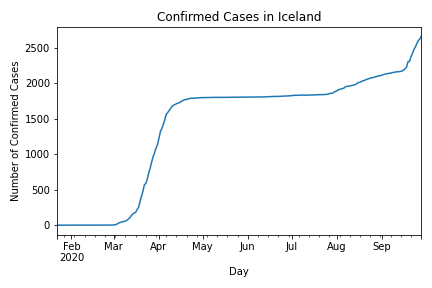 Confirmed Cases in Iceland
Number of Confirmed Cases
2500
2000
1500
1000
500
0
Feb Mar Apr May Jun Jul Aug Sep
2020
Day